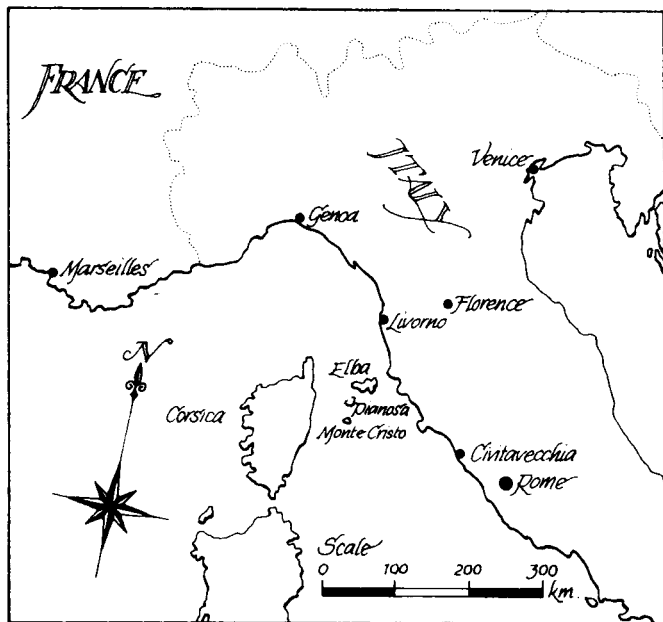 FRANCE
ITALY
Venice
Genoa
Marseilles
Florence
Livorno
N
Elba
Pianosa
Corsica
Monte Cristo
Civitavecchia
Rome
Scale
0 100 200 300
km.